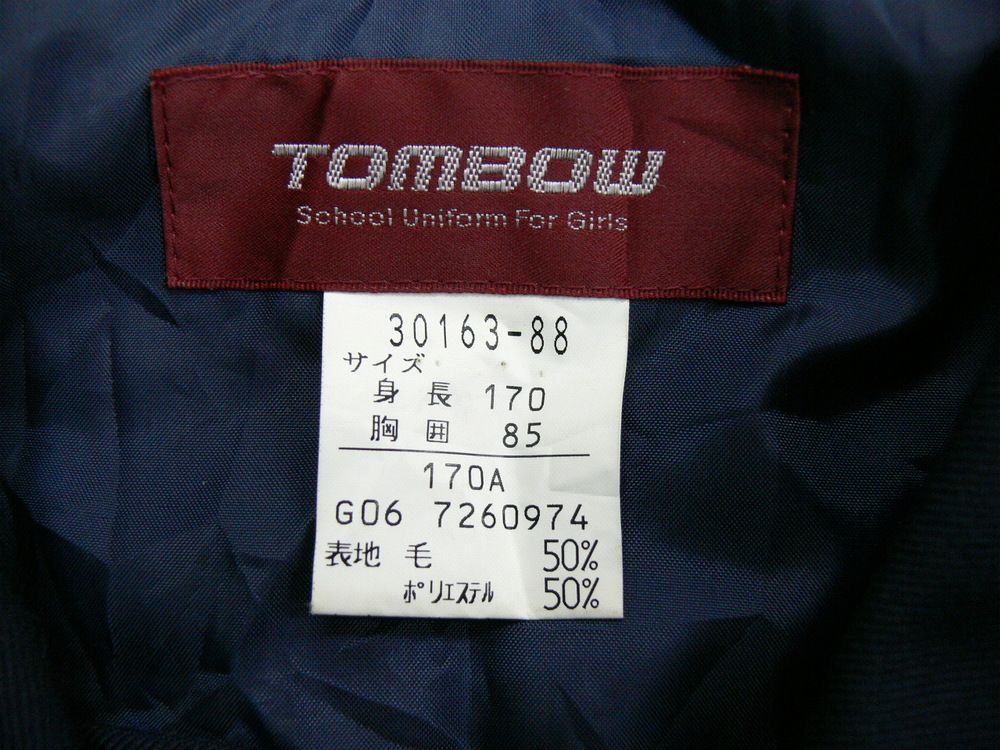 TOMBOW
School Uniform For Girls
30163-88
サイズ
身長 170
胸囲 85
170A
G06 7260974
表地 毛 50%
ポリエステル 50%